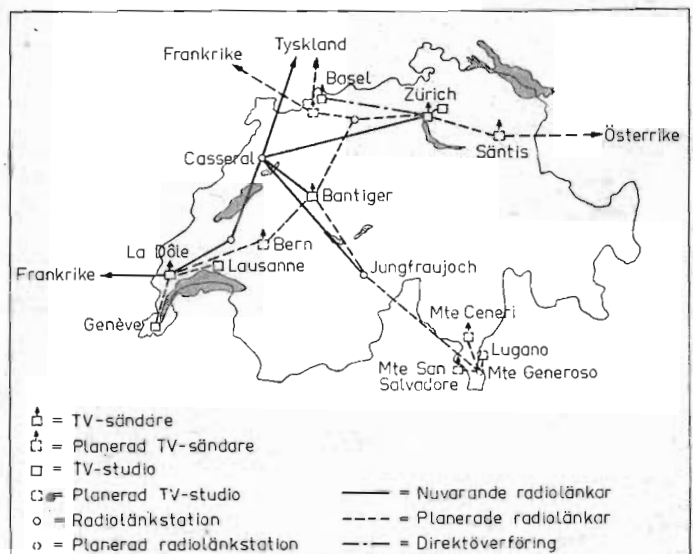 Tyskland
Frankrike
Basel
Zürich
Österrike
Säntis
Casseral
Bantiger
La Dôle
Bern
Lausanne
Frankrike
Jungfraujoch
Genève
Mte Ceneri
Lugano
Mte San
Salvadore
Mte Generoso
= TV-sändare
= Planerad TV-sändare
= TV-studio
= Planerad TV-studio
= Radiolänkstation
= Planerad radiolänkstation
= Nuvarande radiolänkar
= Planerade radiolänkar
= Direktöverföring